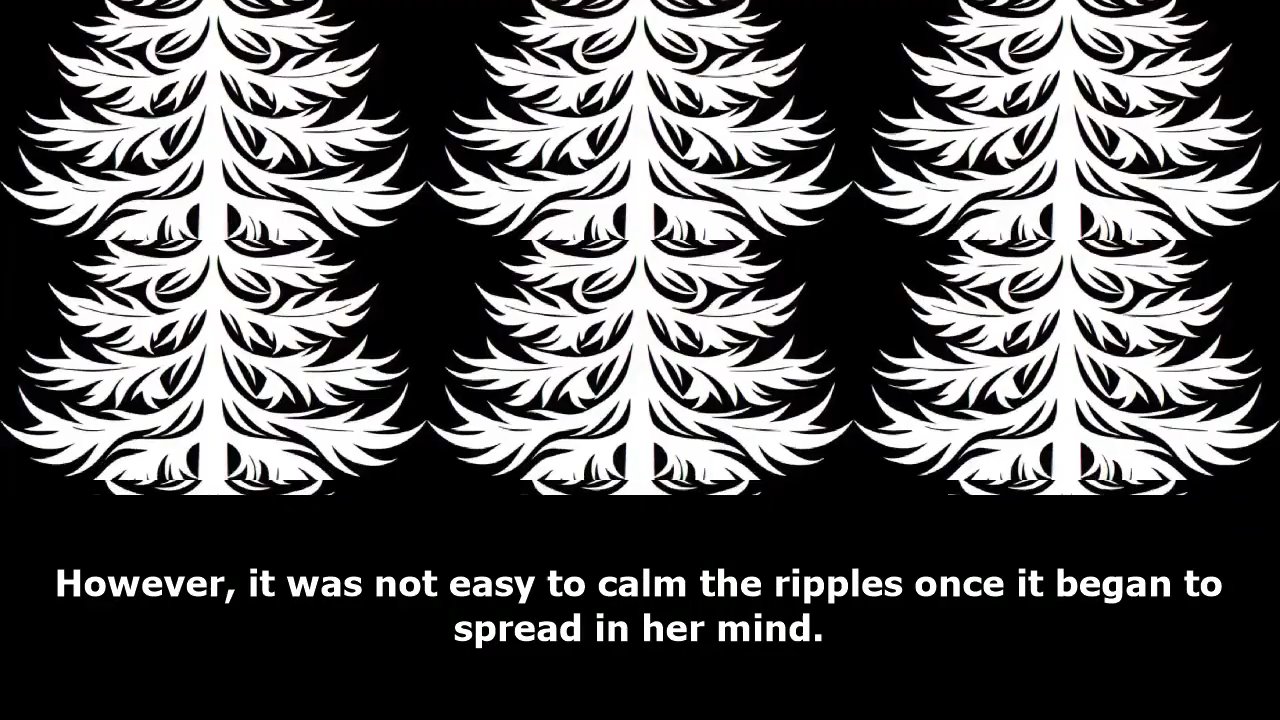 However, it was not easy to calm the ripples once it began to
spread in her mind.